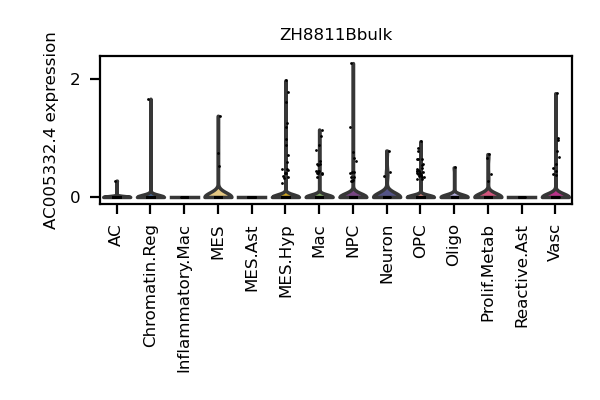 ZH8811Bbulk
AC005332.4 expression
2
0
AC
Chromatin.Reg
Inflammatory.Mac
MES
MES.Ast
MES.Hyp
Mac
NPC
Neuron
OPC
Oligo
Prolif.Metab
Reactive.Ast
Vasc